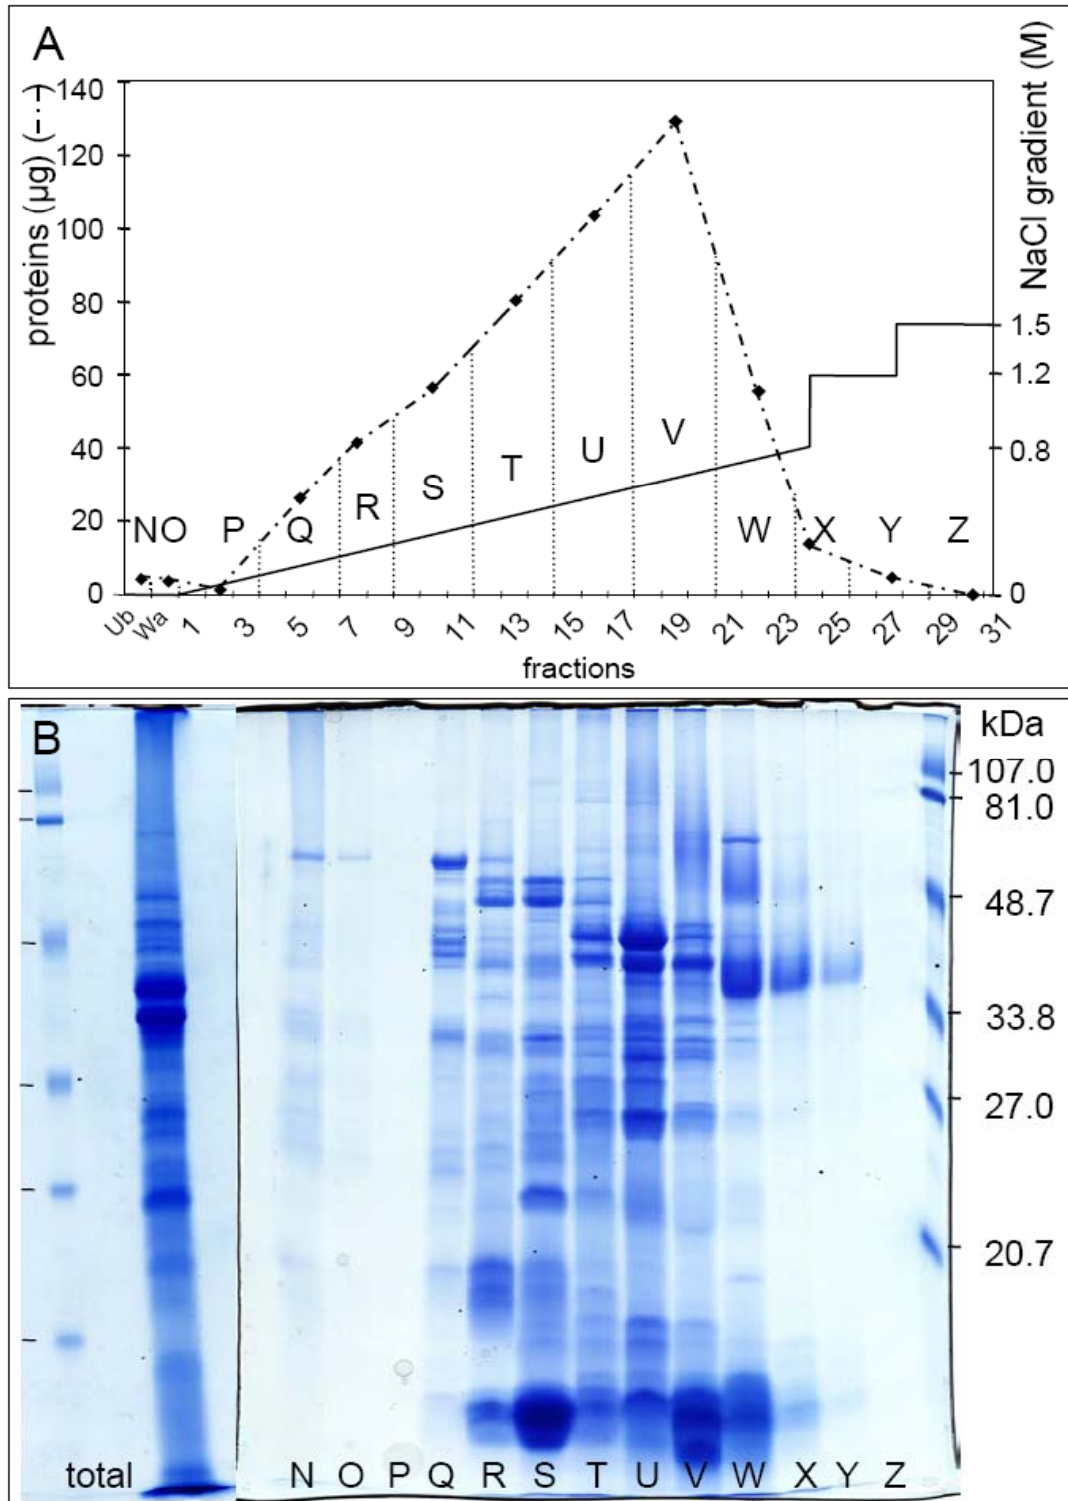 A
proteins (µg) (–·–)
NaCl gradient (M)
140
120
100
80
60
40
20
0
1.5
1.2
0.8
0
N O P Q R S T U V W X Y Z
Ub Wa 1 3 5 7 9 11 13 15 17 19 21 23 25 27 29 31
fractions
B
kDa
107.0
81.0
48.7
33.8
27.0
20.7
total N O P Q R S T U V W X Y Z